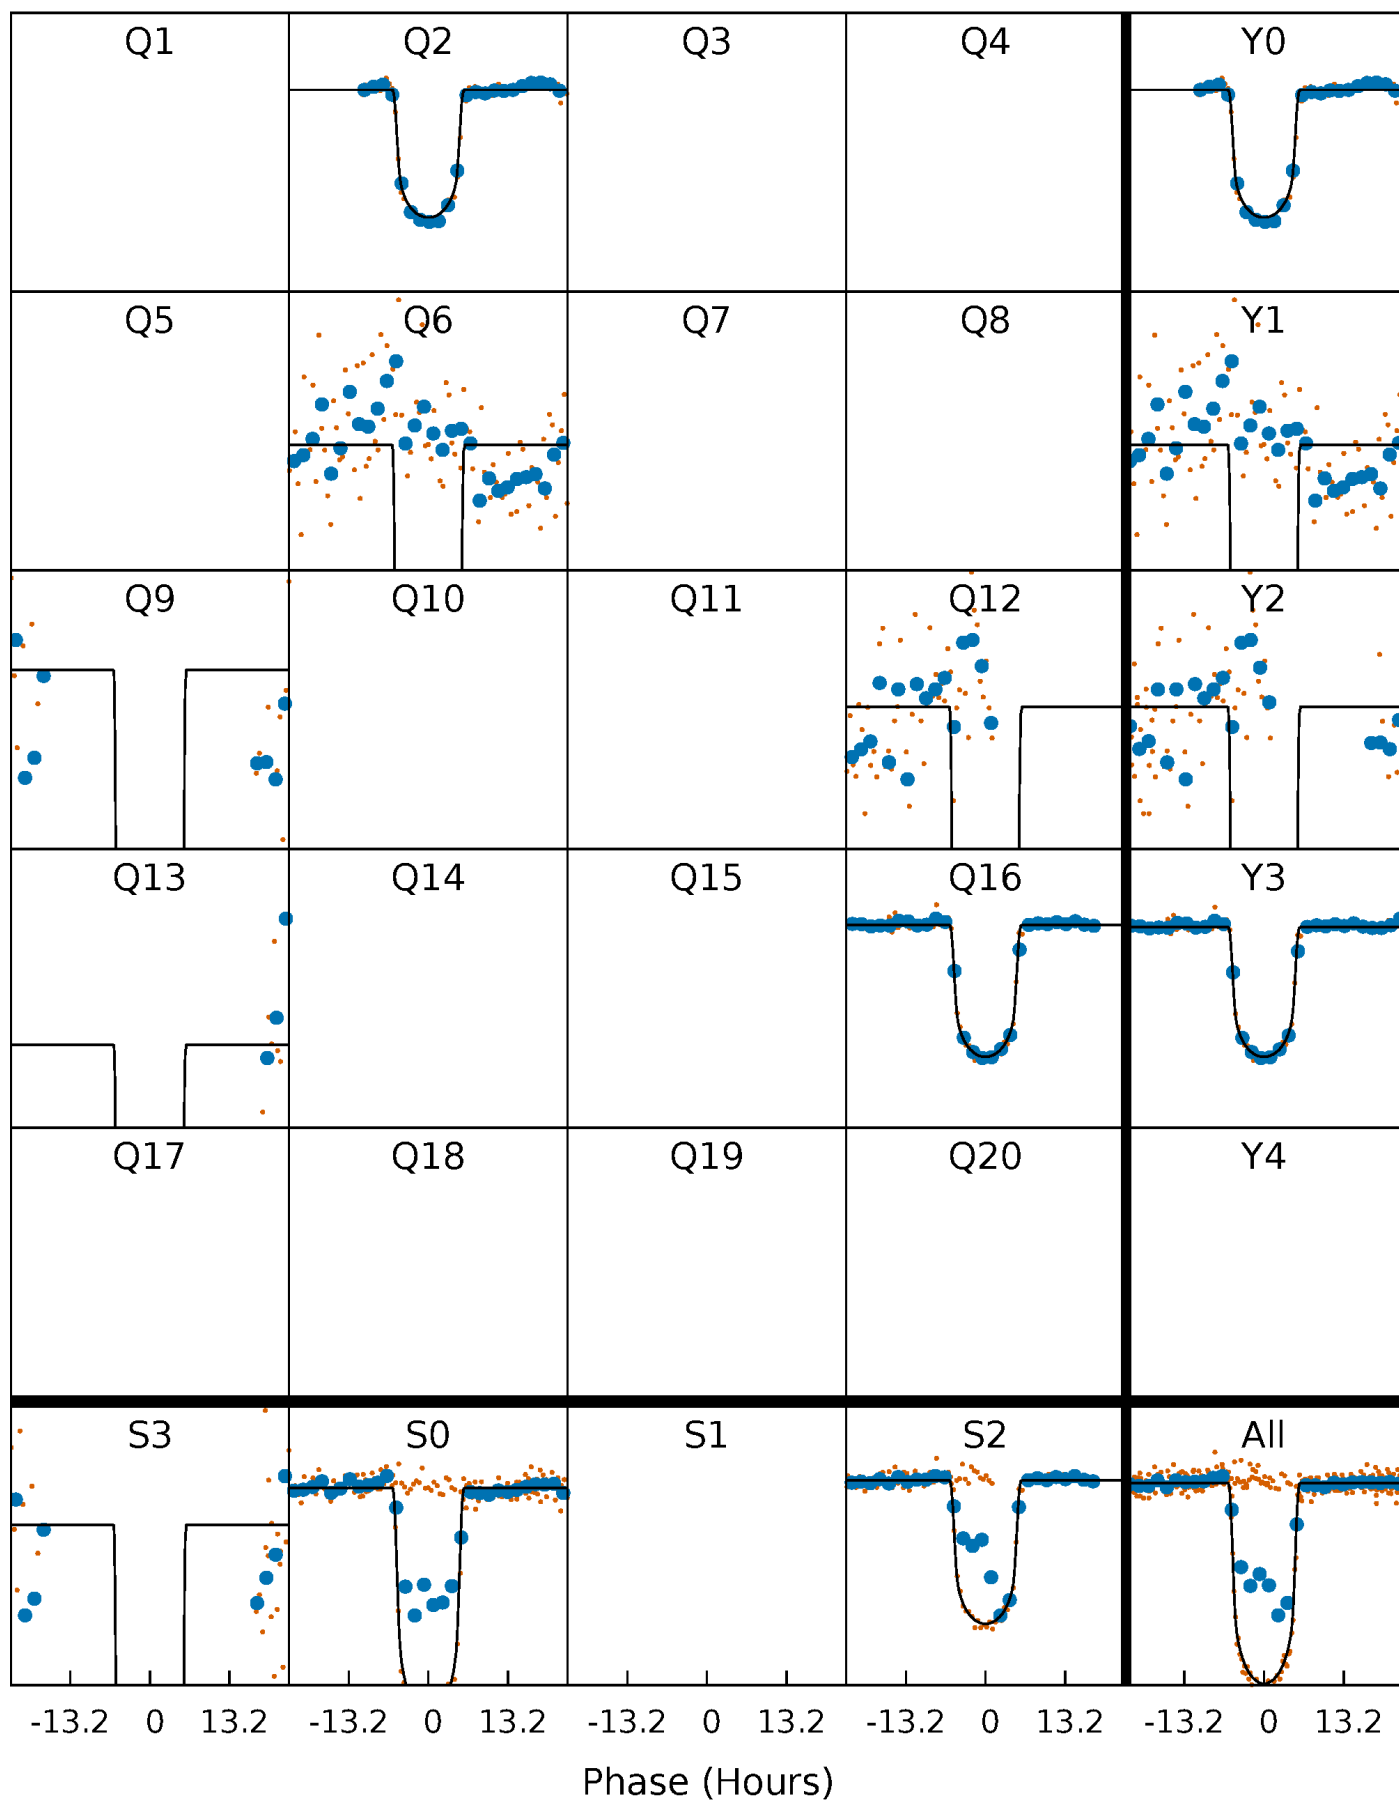 Q1 Q2 Q3 Q4 Y0
Q5 Q6 Q7 Q8 Y1
Q9 Q10 Q11 Q12 Y2
Q13 Q14 Q15 Q16 Y3
Q17 Q18 Q19 Q20 Y4
S3 S0 S1 S2 All
-13.2 0 13.2 -13.2 0 13.2 -13.2 0 13.2 -13.2 0 13.2 -13.2 0 13.2
Phase (Hours)